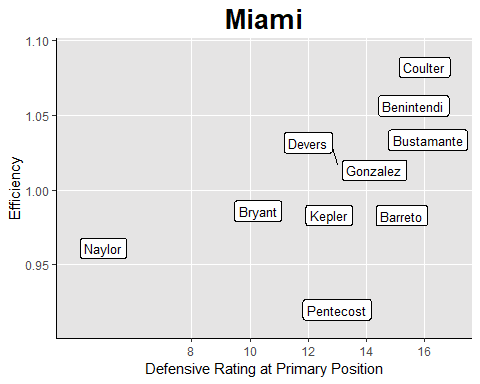 Miami
1.10
Coulter
Benintendi
1.05
Bustamante
Devers
Gonzalez
Efficiency
1.00
Bryant
Kepler
Barreto
Naylor
0.95
Pentecost
8
10
12
14
16
Defensive Rating at Primary Position